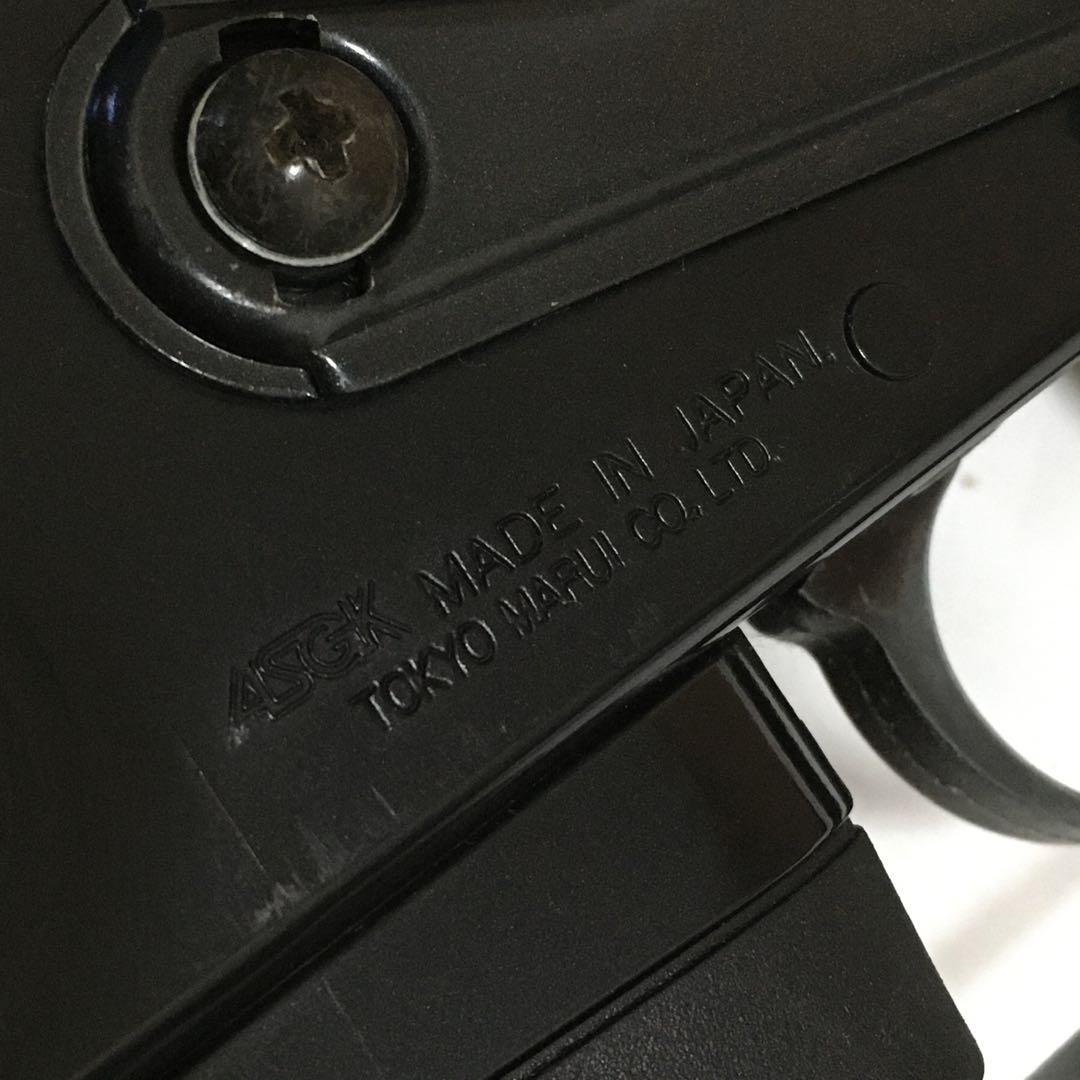 ASGK MADE IN JAPAN.
TOKYO MARUI CO., LTD.